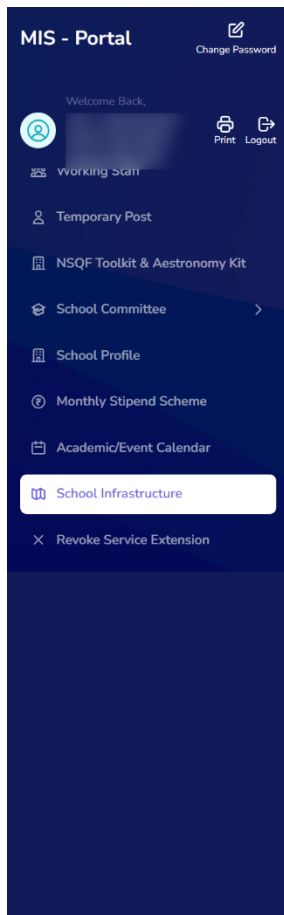 MIS - Portal
Change Password
Welcome Back,
Print Logout
Working Staff
Temporary Post
NSQF Toolkit & Aestronomy Kit
School Committee
School Profile
Monthly Stipend Scheme
Academic/Event Calendar
School Infrastructure
Revoke Service Extension